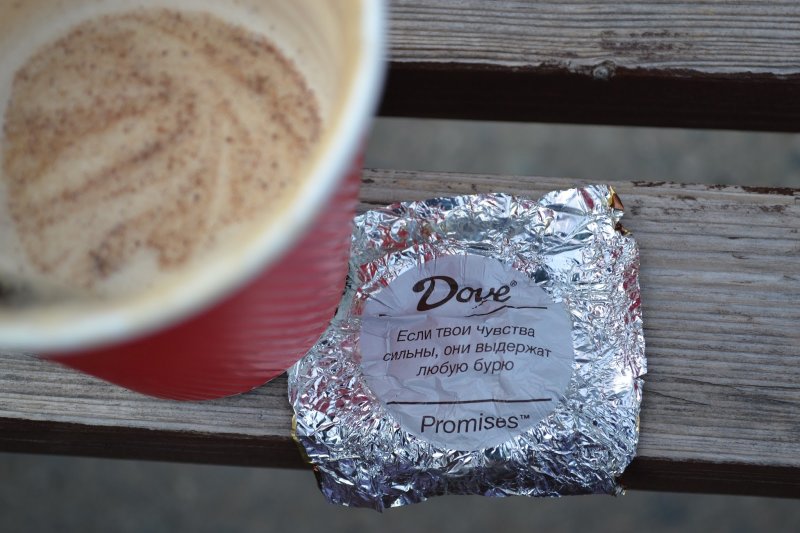 Dove®
Если твои чувства
сильны, они выдержат
любую бурю
Promises™